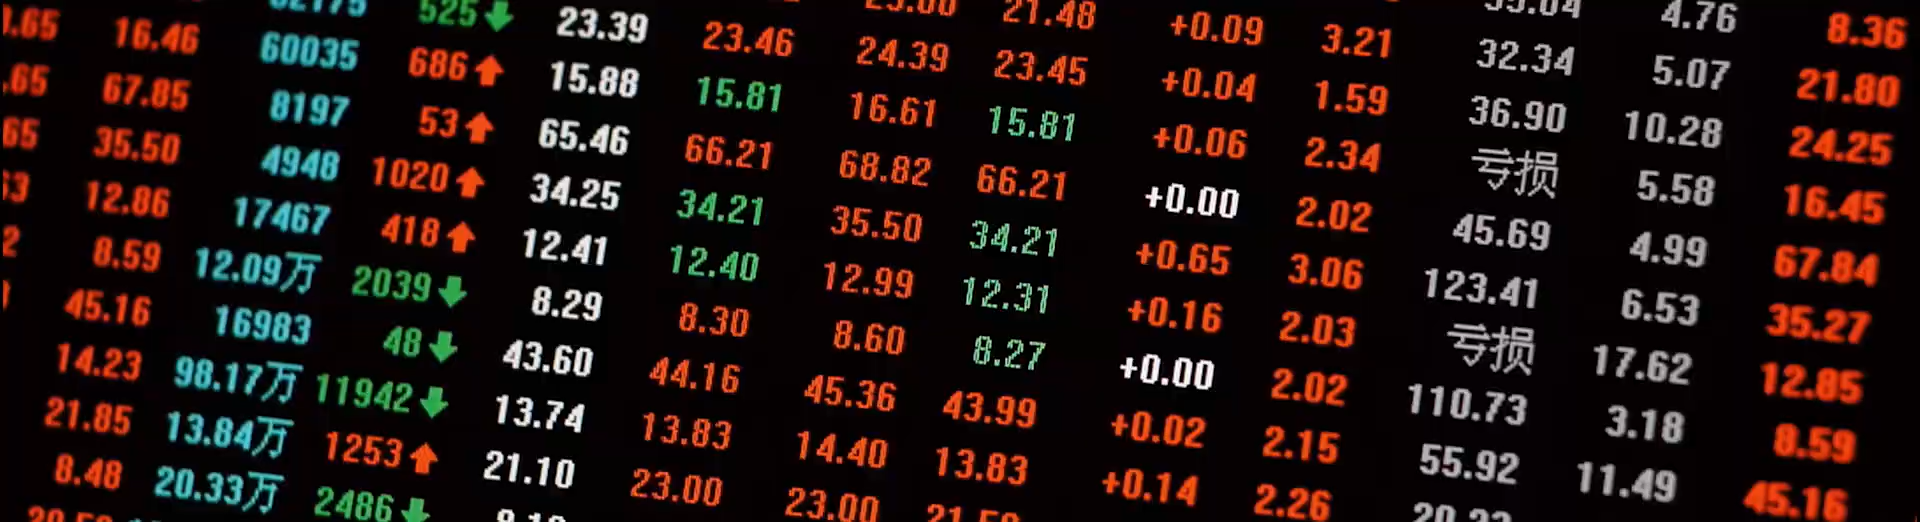 4.76 8.36
21.48 +0.09 3.21 32.34 5.07 21.80
525↓ 23.39 23.46 24.39 23.45 +0.04 1.59 36.90 10.28 24.25
16.46 60035 686↑ 15.88 15.81 16.61 15.81 +0.06 2.34 亏损 5.58 16.45
67.85 8197 53↑ 65.46 66.21 68.82 66.21 +0.00 2.02 45.69 4.99 67.84
35.50 4948 1020↑ 34.25 34.21 35.50 34.21 +0.65 3.06 123.41 6.53 35.27
12.86 17467 418↑ 12.41 12.40 12.99 12.31 +0.16 2.03 亏损 17.62 12.85
8.59 12.09万 2039↓ 8.29 8.30 8.60 8.27 +0.00 2.02 110.73 3.18 8.59
45.16 16983 48↓ 43.60 44.16 45.36 43.99 +0.02 2.15 55.92 11.49 45.16
14.23 98.17万 11942↓ 13.74 13.83 14.40 13.83 +0.14 2.26
21.85 13.84万 1253↑ 21.10 23.00 23.00
8.48 20.33万 2486↓